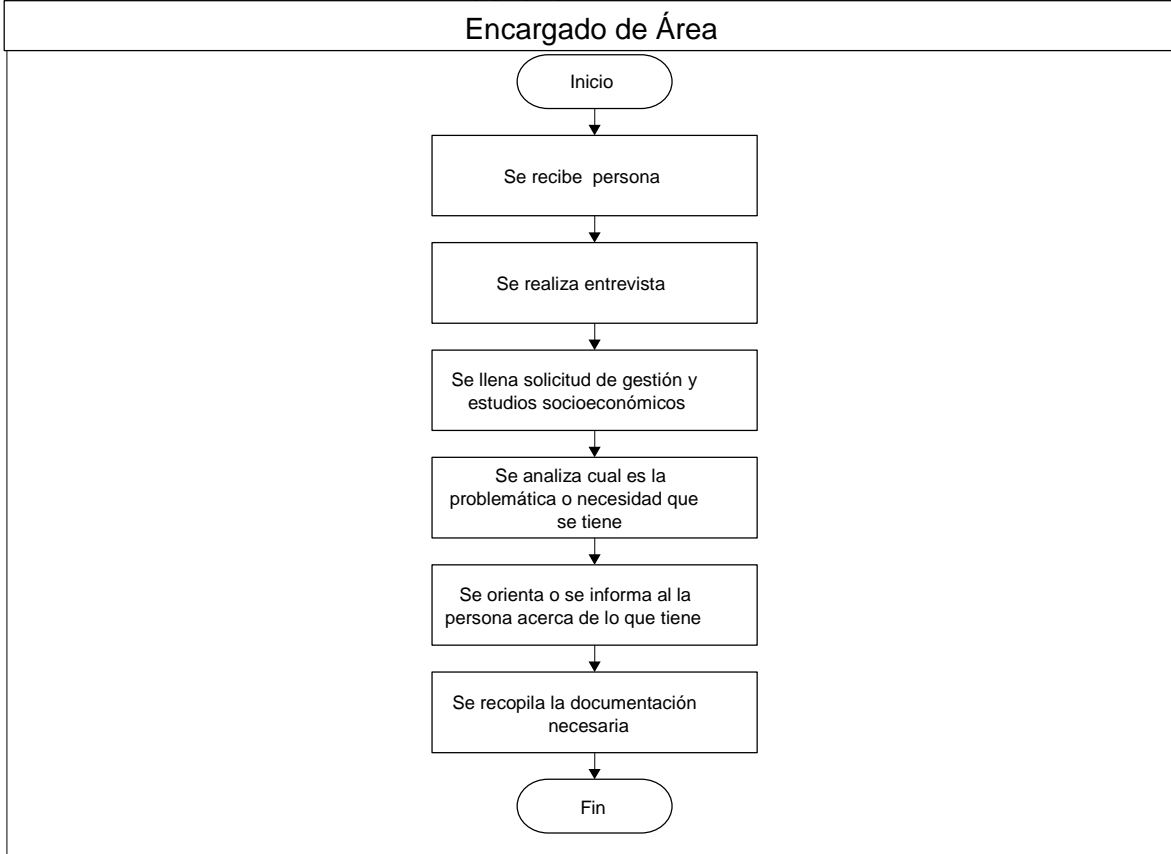 Encargado de Área
Inicio
Se recibe persona
Se realiza entrevista
Se llena solicitud de gestión y
estudios socioeconómicos
Se analiza cual es la
problemática o necesidad que
se tiene
Se orienta o se informa al la
persona acerca de lo que tiene
Se recopila la documentación
necesaria
Fin